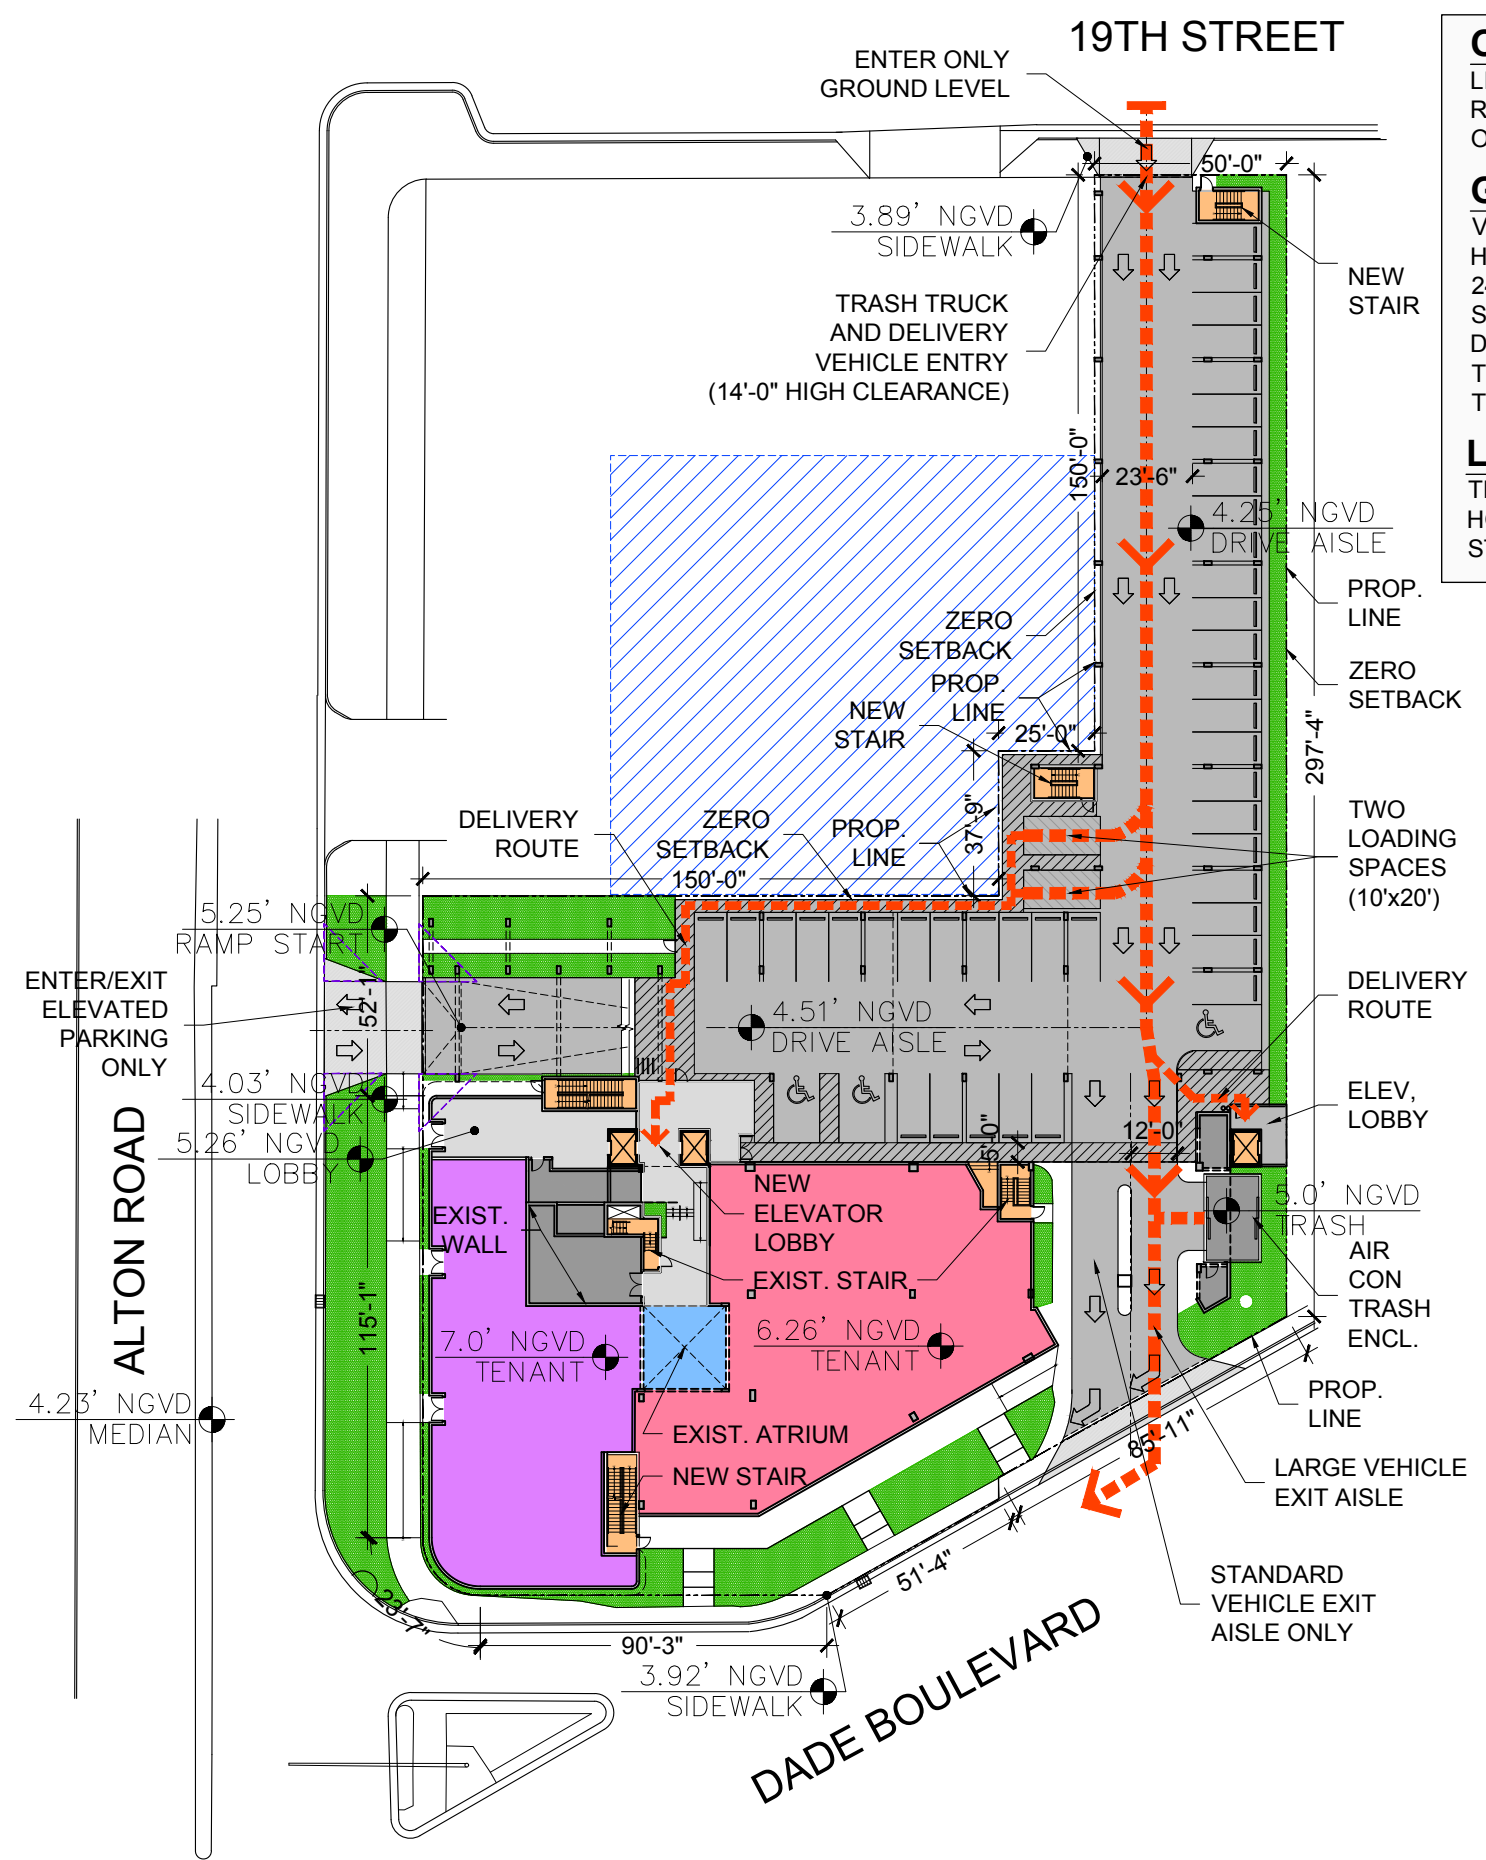 19TH STREET
ENTER ONLY
GROUND LEVEL
50'-0"
3.89' NGVD
SIDEWALK
NEW
STAIR
TRASH TRUCK
AND DELIVERY
VEHICLE ENTRY
(14'-0" HIGH CLEARANCE)
150'-0"
23'-6"
4.25' NGVD
DRIVE AISLE
PROP.
LINE
ZERO
SETBACK
ZERO
SETBACK
PROP.
LINE
NEW
STAIR
25'-0"
297'-4"
37'-9"
TWO
LOADING
SPACES
(10'x20')
DELIVERY
ROUTE
ZERO
SETBACK
PROP.
LINE
150'-0"
5.25' NGVD
RAMP START
ENTER/EXIT
ELEVATED
PARKING
ONLY
52'-1"
4.51' NGVD
DRIVE AISLE
DELIVERY
ROUTE
4.03' NGVD
SIDEWALK
5.26' NGVD
LOBBY
ELEV,
LOBBY
5'-0"
12'-0"
ALTON ROAD
EXIST.
WALL
NEW
ELEVATOR
LOBBY
EXIST. STAIR
5.0' NGVD
TRASH
AIR
CON
TRASH
ENCL.
115'-1"
7.0' NGVD
TENANT
6.26' NGVD
TENANT
4.23' NGVD
MEDIAN
EXIST. ATRIUM
NEW STAIR
PROP.
LINE
85'-11"
LARGE VEHICLE
EXIT AISLE
51'-4"
STANDARD
VEHICLE EXIT
AISLE ONLY
23'-7"
90'-3"
3.92' NGVD
SIDEWALK
DADE BOULEVARD